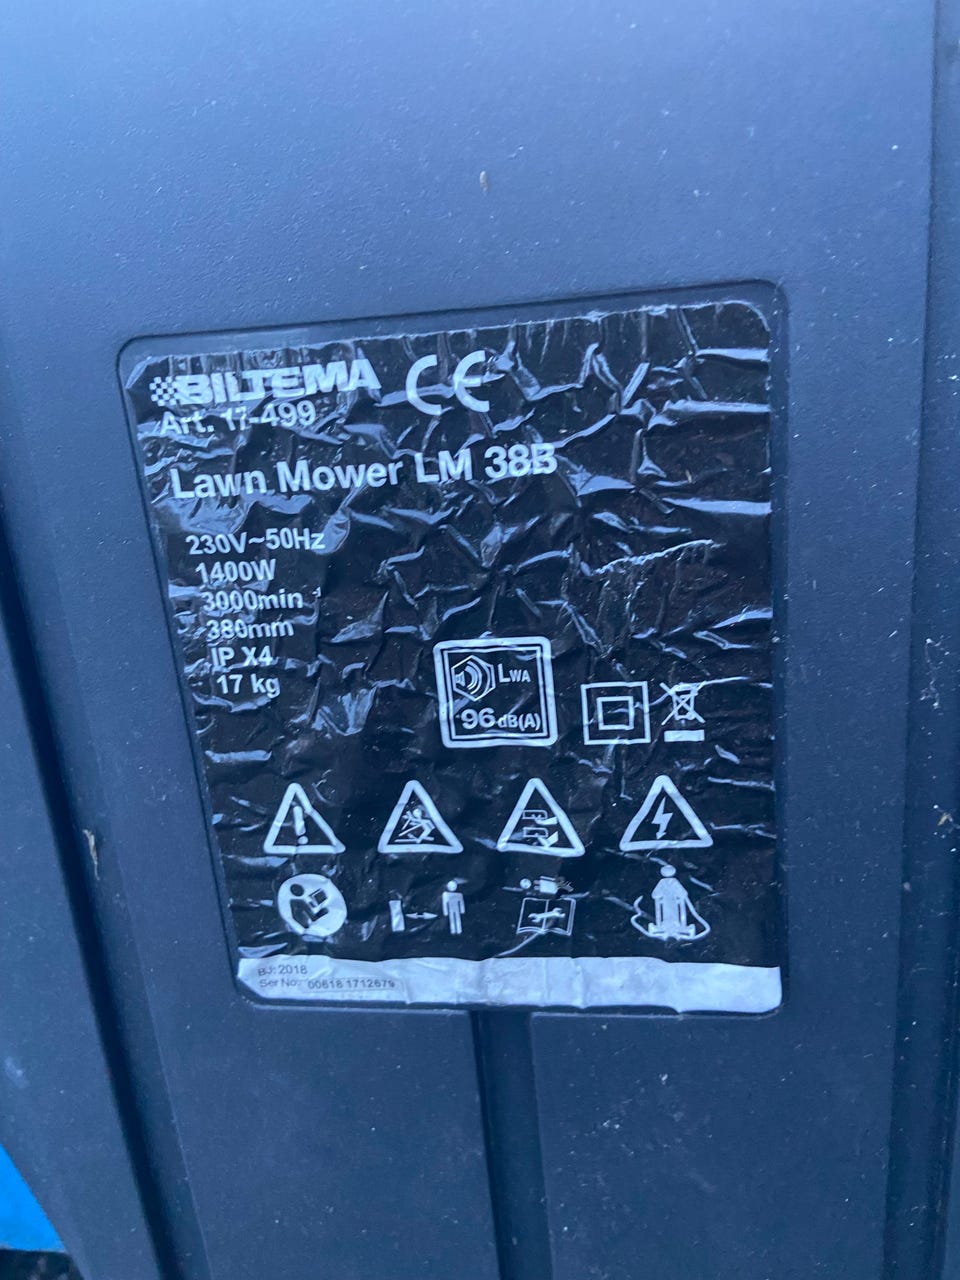 BILTEMA CE
Art. 17-499
Lawn Mower LM 38B
230V~50Hz
1400W
3000min⁻¹
380mm
IP X4
17 kg
LWA
96 dB(A)
BJ: 2018
Ser No: 00618 1712679